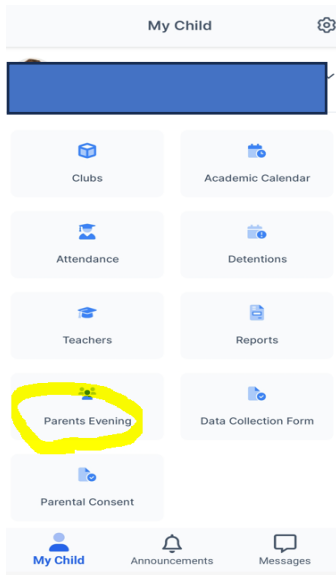 My Child
Clubs
Academic Calendar
Attendance
Detentions
Teachers
Reports
Parents Evening
Data Collection Form
Parental Consent
My Child
Announcements
Messages